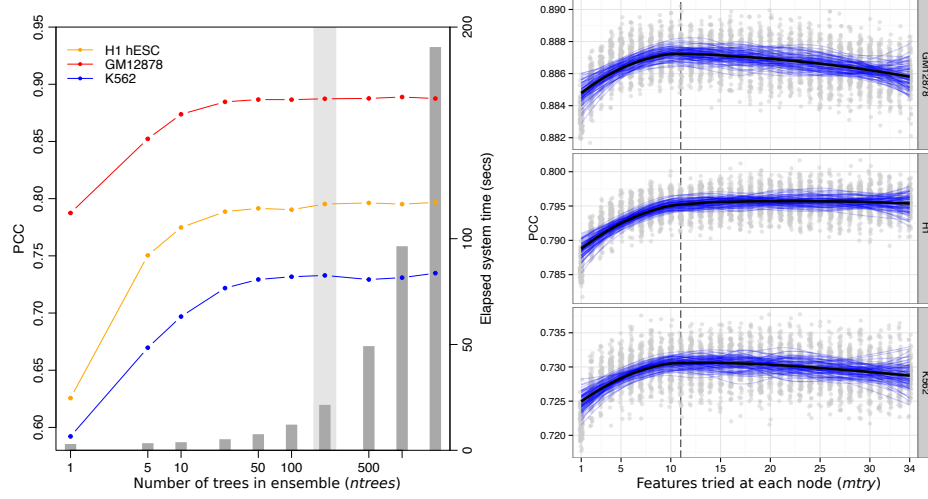 0.95
0.90
0.85
0.80
0.75
0.70
0.65
0.60
PCC
H1 hESC
GM12878
K562
200
100
50
0
Elapsed system time (secs)
1 5 10 50 100 500
Number of trees in ensemble (ntrees)
0.890
0.888
0.886
0.884
0.882
GM12878
0.800
0.795
0.790
0.785
PCC
H1
0.735
0.730
0.725
0.720
K562
1 5 10 15 20 25 30 34
Features tried at each node (mtry)